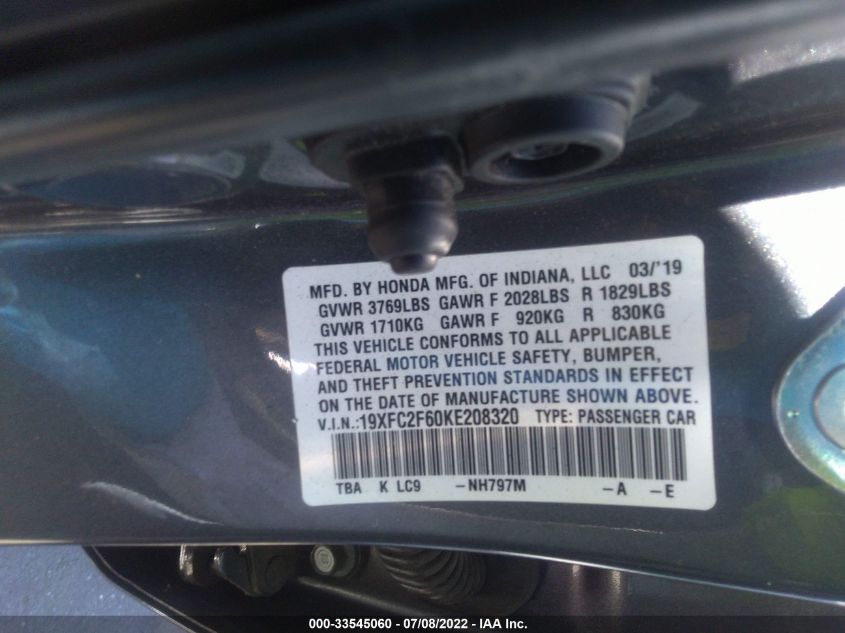 MFD. BY HONDA MFG. OF INDIANA, LLC 03/'19
GVWR 3769LBS GAWR F 2028LBS R 1829LBS
GVWR 1710KG GAWR F 920KG R 830KG
THIS VEHICLE CONFORMS TO ALL APPLICABLE
FEDERAL MOTOR VEHICLE SAFETY, BUMPER,
AND THEFT PREVENTION STANDARDS IN EFFECT
ON THE DATE OF MANUFACTURE SHOWN ABOVE.
V.I.N.:19XFC2F60KE208320 TYPE: PASSENGER CAR
TBA K LC9 -NH797M -A -E
000-33545060 - 07/08/2022 - IAA Inc.